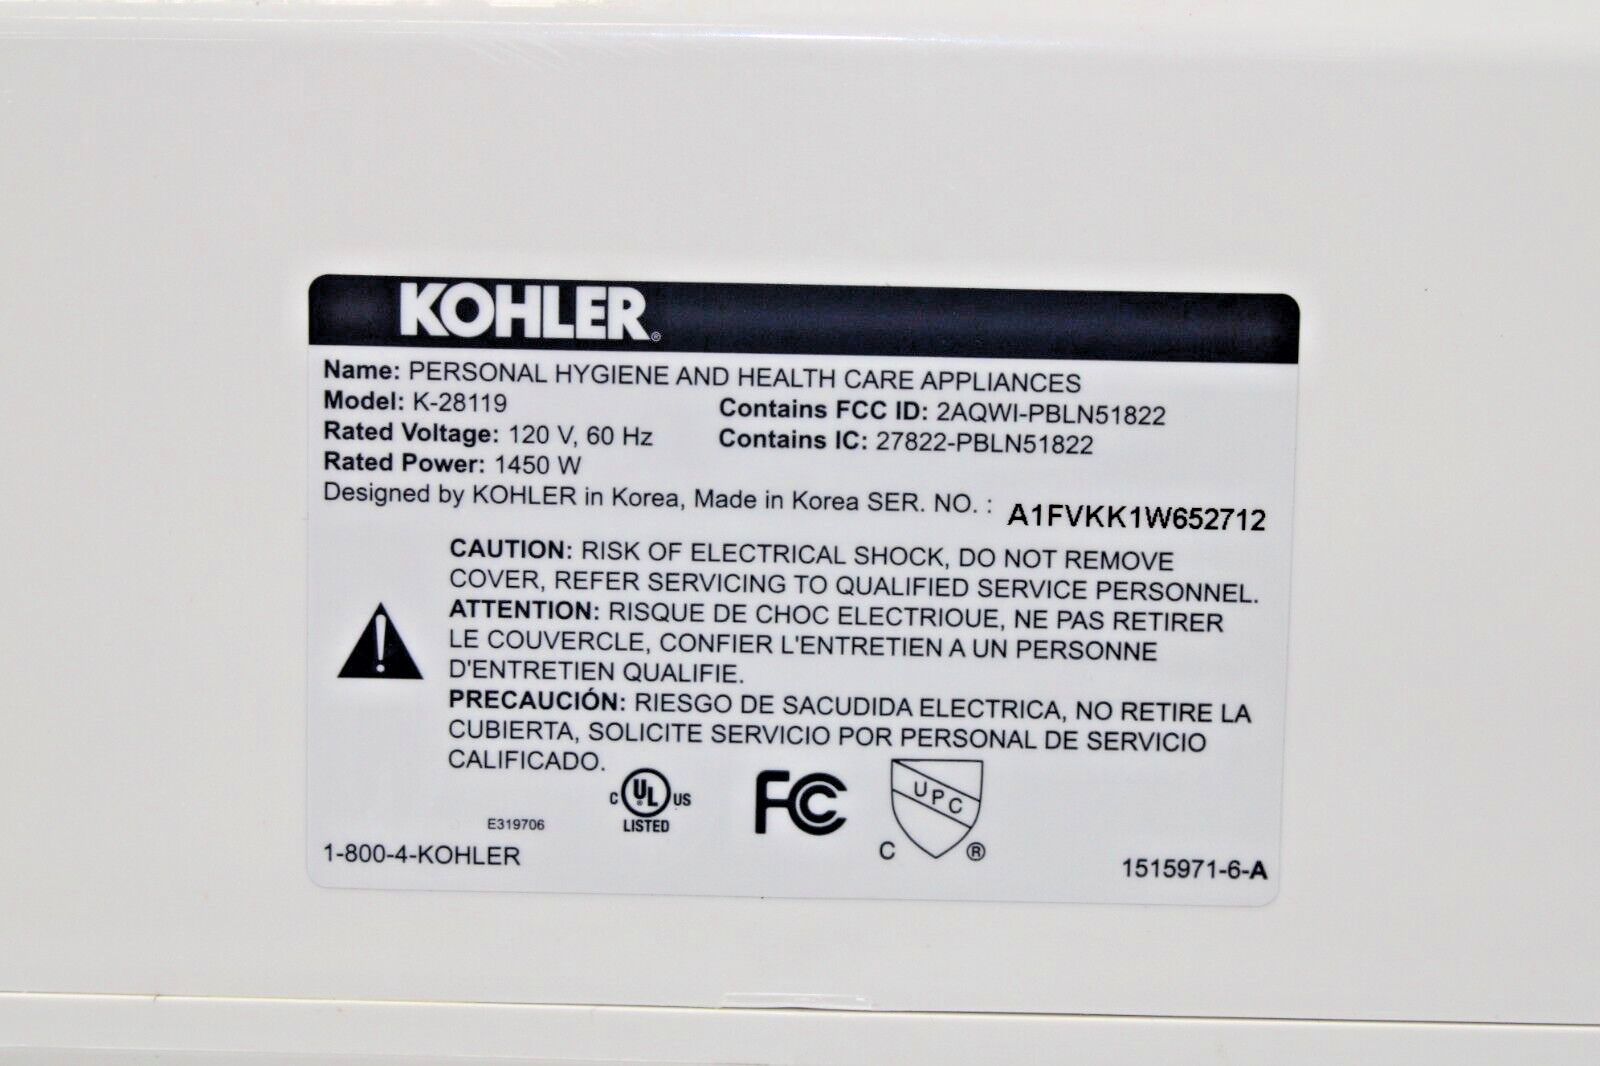 KOHLER®
Name: PERSONAL HYGIENE AND HEALTH CARE APPLIANCES
Model: K-28119 Contains FCC ID: 2AQWI-PBLN51822
Rated Voltage: 120 V, 60 Hz Contains IC: 27822-PBLN51822
Rated Power: 1450 W
Designed by KOHLER in Korea, Made in Korea SER. NO. : A1FVKK1W652712
CAUTION: RISK OF ELECTRICAL SHOCK, DO NOT REMOVE
COVER, REFER SERVICING TO QUALIFIED SERVICE PERSONNEL.
ATTENTION: RISQUE DE CHOC ELECTRIOUE, NE PAS RETIRER
LE COUVERCLE, CONFIER L'ENTRETIEN A UN PERSONNE
D'ENTRETIEN QUALIFIE.
PRECAUCIÓN: RIESGO DE SACUDIDA ELECTRICA, NO RETIRE LA
CUBIERTA, SOLICITE SERVICIO POR PERSONAL DE SERVICIO
CALIFICADO.
E319706
C UL® US
LISTED
FC
UPC
C ®
1-800-4-KOHLER
1515971-6-A